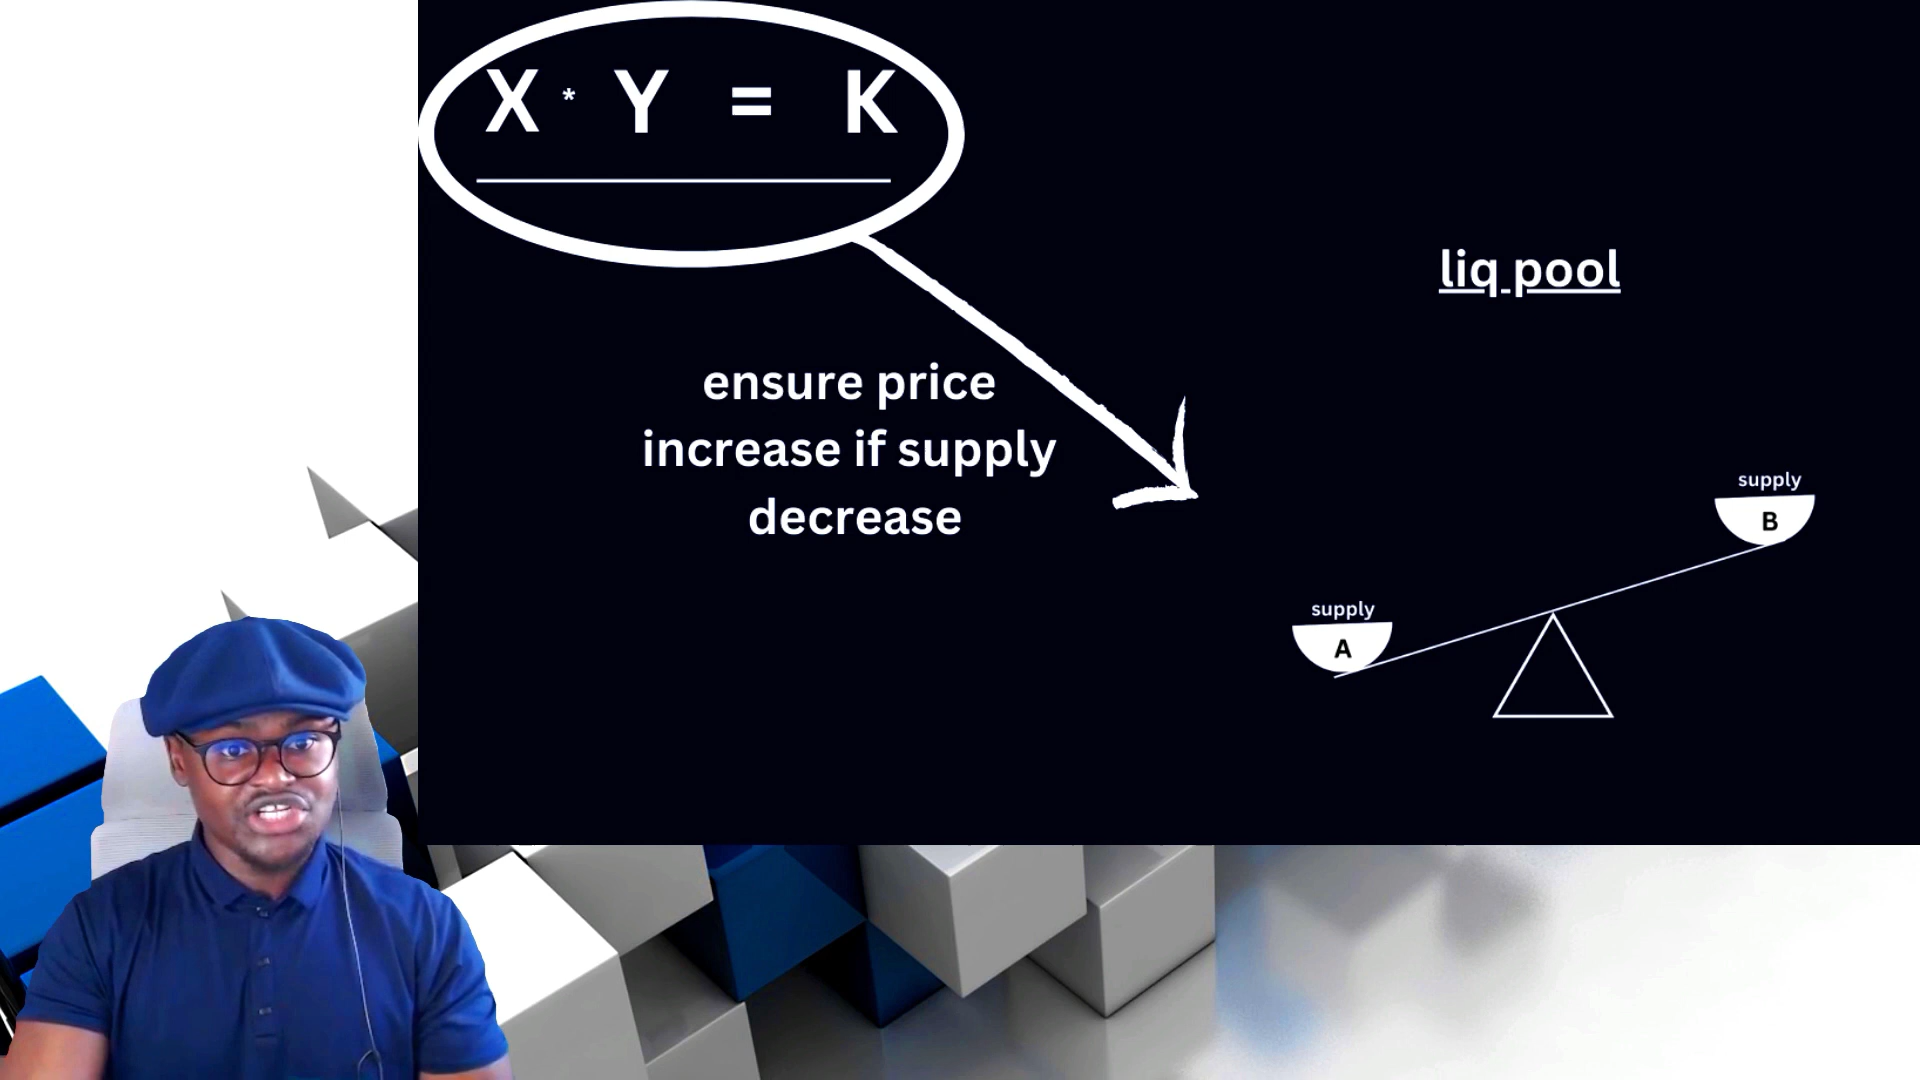 X * Y = K
liq pool
ensure price
increase if supply
decrease
supply
B
supply
A